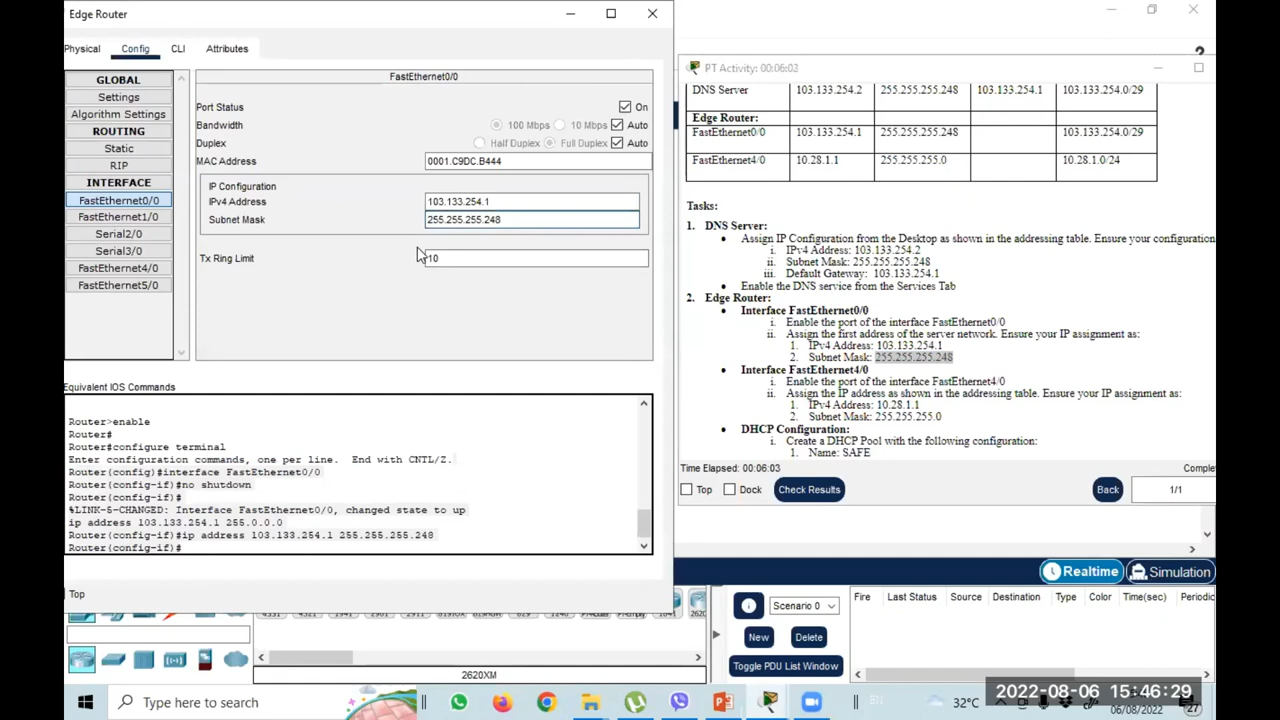 Edge Router
Physical Config CLI Attributes
GLOBAL
Settings
Algorithm Settings
ROUTING
Static
RIP
INTERFACE
FastEthernet0/0
FastEthernet1/0
Serial2/0
Serial3/0
FastEthernet4/0
FastEthernet5/0
FastEthernet0/0
Port Status On
Bandwidth 100 Mbps 10 Mbps Auto
Duplex Half Duplex Full Duplex Auto
MAC Address 0001.C9DC.B444
IP Configuration
IPv4 Address 103.133.254.1
Subnet Mask 255.255.255.248
Tx Ring Limit 10
Equivalent IOS Commands
Router>enable
Router#
Router#configure terminal
Enter configuration commands, one per line. End with CNTL/Z.
Router(config)#interface FastEthernet0/0
Router(config-if)#no shutdown
Router(config-if)#
%LINK-5-CHANGED: Interface FastEthernet0/0, changed state to up
ip address 103.133.254.1 255.0.0.0
Router(config-if)#ip address 103.133.254.1 255.255.255.248
Router(config-if)#
Top
PT Activity: 00:06:03
DNS Server 103.133.254.2 255.255.255.248 103.133.254.1 103.133.254.0/29
Edge Router:
FastEthernet0/0 103.133.254.1 255.255.255.248 103.133.254.0/29
FastEthernet4/0 10.28.1.1 255.255.255.0 10.28.1.0/24
Tasks:
1. DNS Server:
• Assign IP Configuration from the Desktop as shown in the addressing table. Ensure your configuration
i. IPv4 Address: 103.133.254.2
ii. Subnet Mask: 255.255.255.248
iii. Default Gateway: 103.133.254.1
• Enable the DNS service from the Services Tab
2. Edge Router:
• Interface FastEthernet0/0
i. Enable the port of the interface FastEthernet0/0
ii. Assign the first address of the server network. Ensure your IP assignment as:
1. IPv4 Address: 103.133.254.1
2. Subnet Mask: 255.255.255.248
• Interface FastEthernet4/0
i. Enable the port of the interface FastEthernet4/0
ii. Assign the IP address as shown in the addressing table. Ensure your IP assignment as:
1. IPv4 Address: 10.28.1.1
2. Subnet Mask: 255.255.255.0
• DHCP Configuration:
i. Create a DHCP Pool with the following configuration:
1. Name: SAFE
Time Elapsed: 00:06:03 Comple
Top Dock Check Results Back 1/1
Realtime Simulation
Scenario 0
New Delete
Toggle PDU List Window
Fire Last Status Source Destination Type Color Time(sec) Periodic
2620XM
Type here to search
32°C
EN
2022-08-06 15:46:29
06/08/2022
27